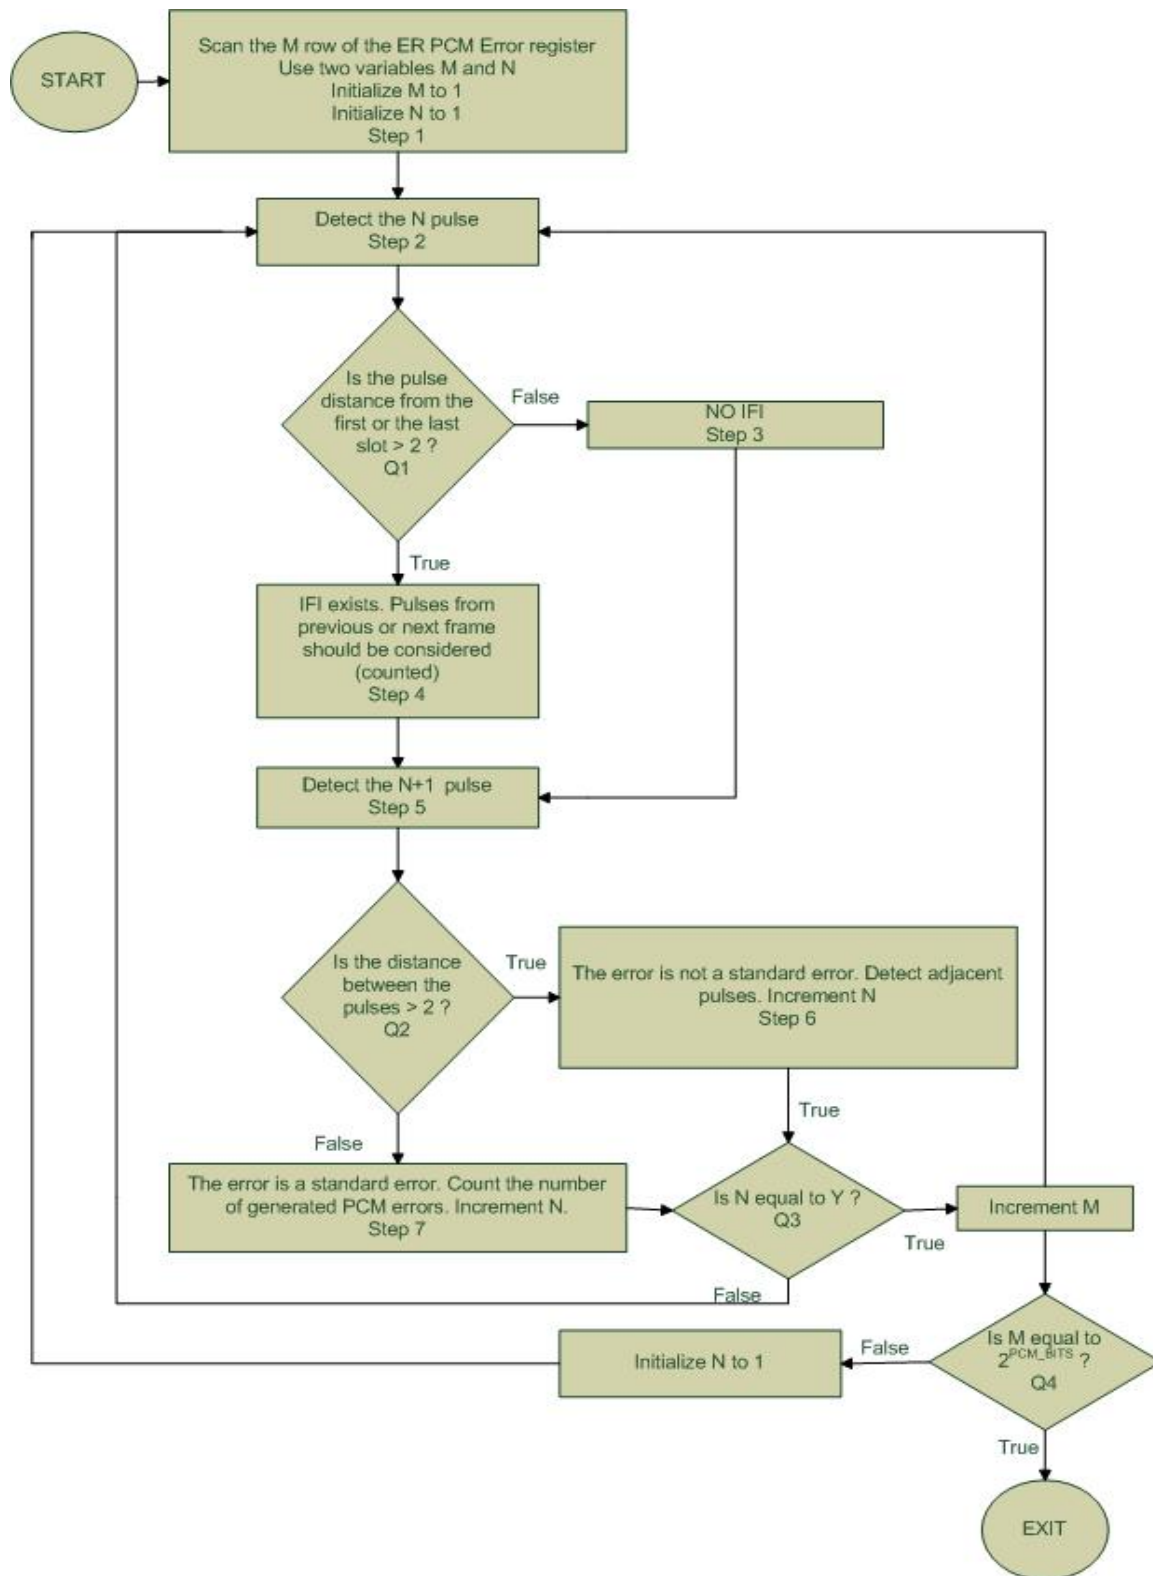 START
Scan the M row of the ER PCM Error register
Use two variables M and N
Initialize M to 1
Initialize N to 1
Step 1
Detect the N pulse
Step 2
Is the pulse
distance from the
first or the last
slot > 2 ?
Q1
False
NO IFI
Step 3
True
IFI exists. Pulses from
previous or next frame
should be considered
(counted)
Step 4
Detect the N+1 pulse
Step 5
Is the distance
between the
pulses > 2 ?
Q2
True
The error is not a standard error. Detect adjacent
pulses. Increment N
Step 6
True
False
The error is a standard error. Count the number
of generated PCM errors. Increment N.
Step 7
Is N equal to Y ?
Q3
True
Increment M
False
Is M equal to
2^PCM_BITS ?
Q4
False
Initialize N to 1
True
EXIT